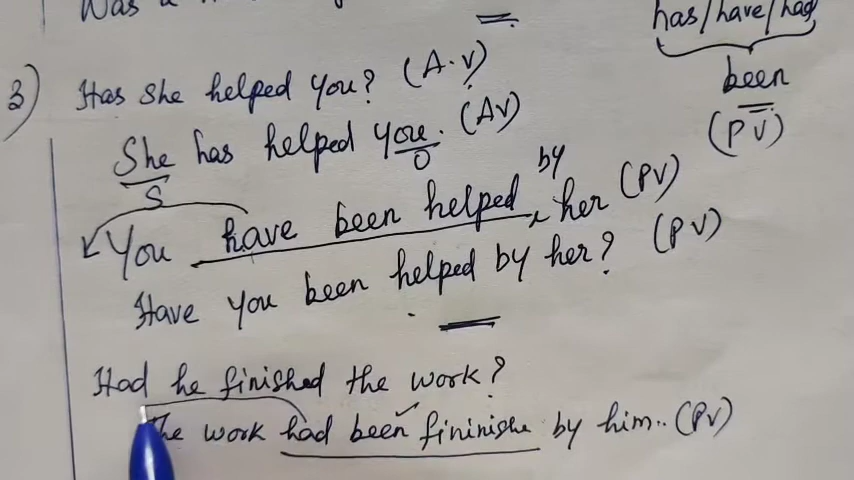 Was a
has/have/had
been
(PV)
3) Has she helped you? (A.V)
She has helped you. (AV)
S O
by
You have been helped her (PV)
Have you been helped by her? (PV)
Had he finished the work?
The work had been fininishe by him.. (PV)